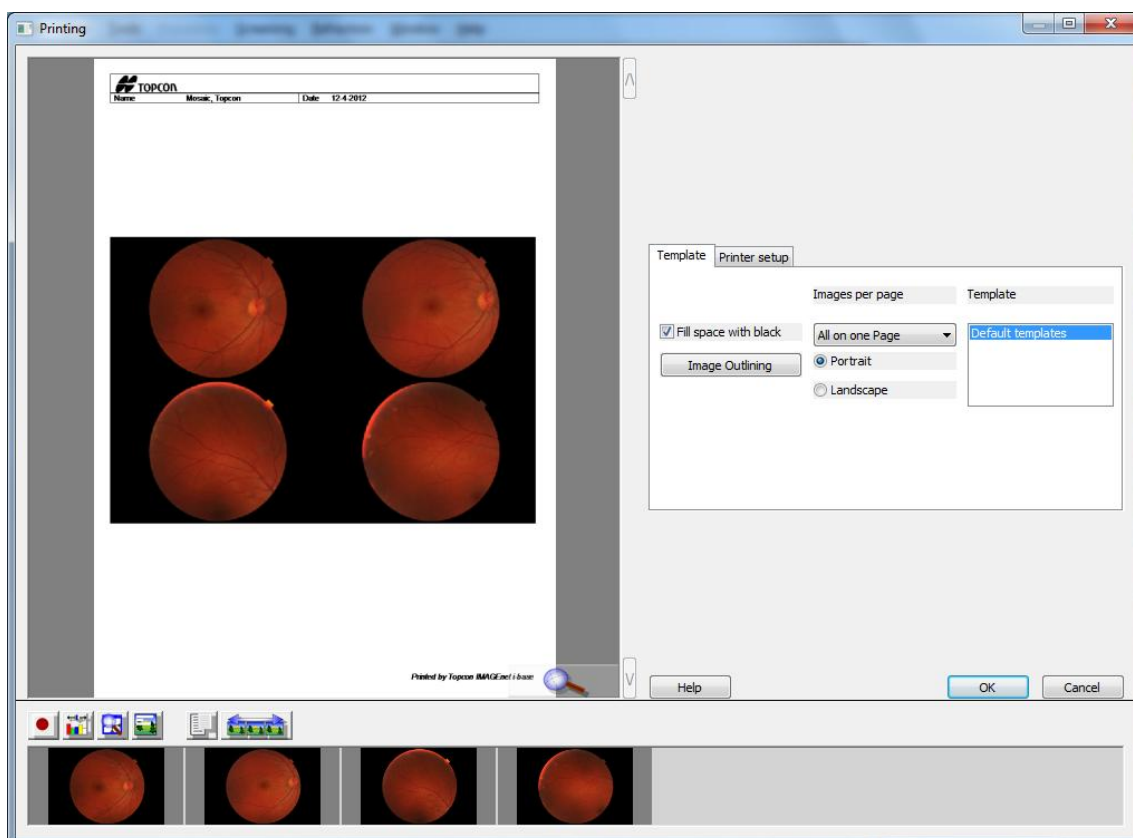 Printing
TOPCON
Name Mosaic, Topcon Date 12-4-2012
Printed by Topcon IMAGEnet i-base
Template Printer setup
Images per page Template
Fill space with black All on one Page Default templates
Image Outlining Portrait
Landscape
Help OK Cancel